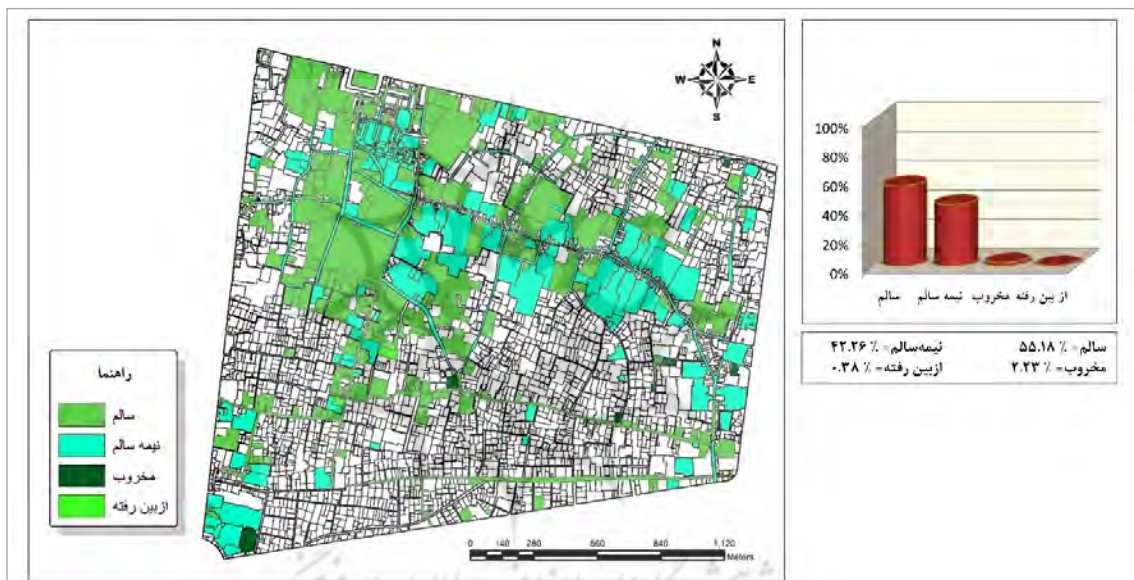 N
W E
S
راهنما
سالم
نیمه سالم
مخروب
ازبین رفته
0 140 280 560 840 1,120
Meters
100%
80%
60%
40%
20%
0%
سالم نیمه سالم مخروب از بین رفته
سالم= % ۵۵.۱۸ نیمه‌سالم= % ۴۲.۲۶
مخروب= % ۲.۲۳ ازبین رفته= % ۰.۳۸